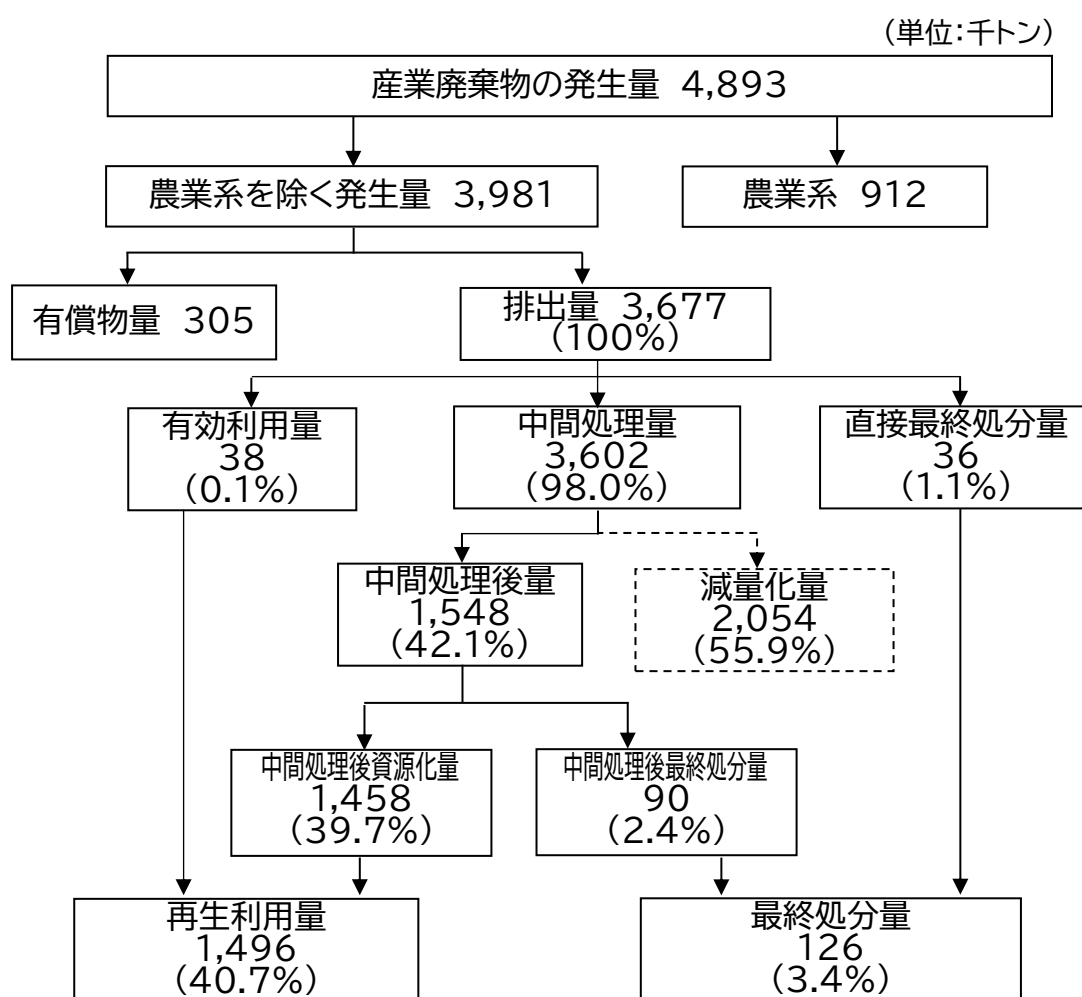 (単位：千トン)
産業廃棄物の発生量 4,893
農業系を除く発生量 3,981
農業系 912
有償物量 305
排出量 3,677
(100%)
有効利用量
38
(0.1%)
中間処理量
3,602
(98.0%)
直接最終処分量
36
(1.1%)
中間処理後量
1,548
(42.1%)
減量化量
2,054
(55.9%)
中間処理後資源化量
1,458
(39.7%)
中間処理後最終処分量
90
(2.4%)
再生利用量
1,496
(40.7%)
最終処分量
126
(3.4%)